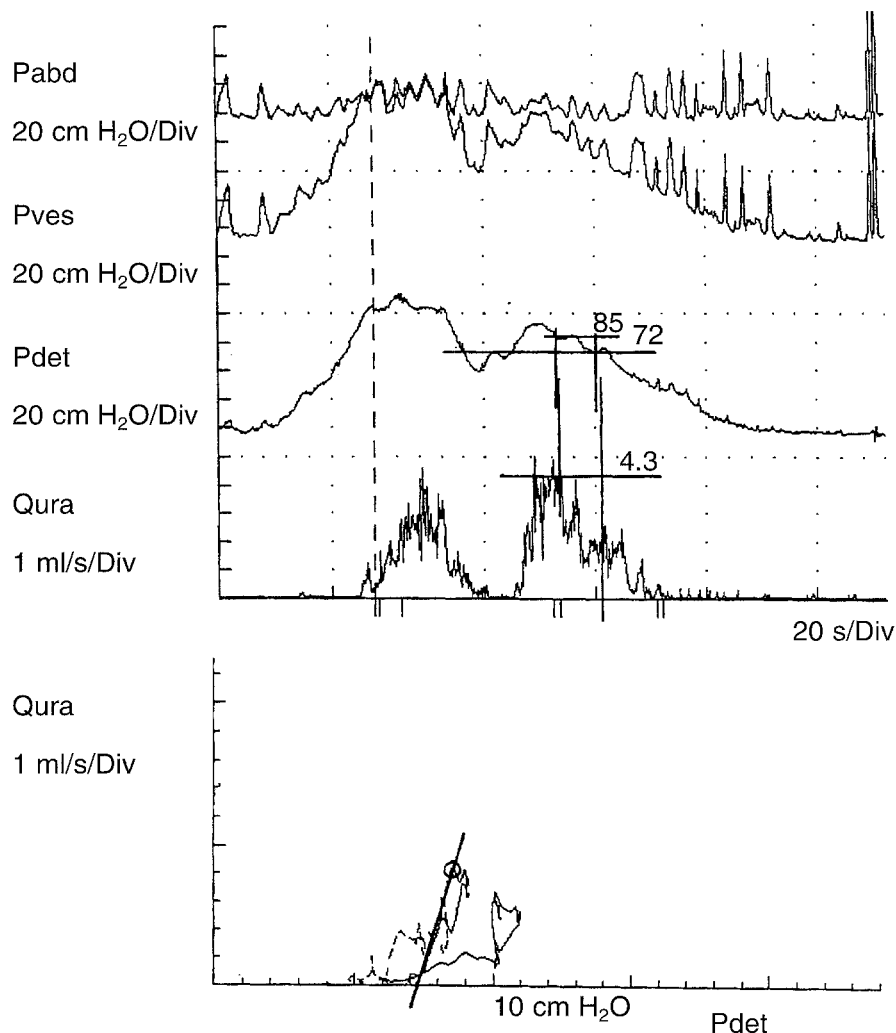 Pabd
20 cm H₂O/Div
Pves
20 cm H₂O/Div
85
72
Pdet
20 cm H₂O/Div
4.3
Qura
1 ml/s/Div
20 s/Div
Qura
1 ml/s/Div
10 cm H₂O
Pdet